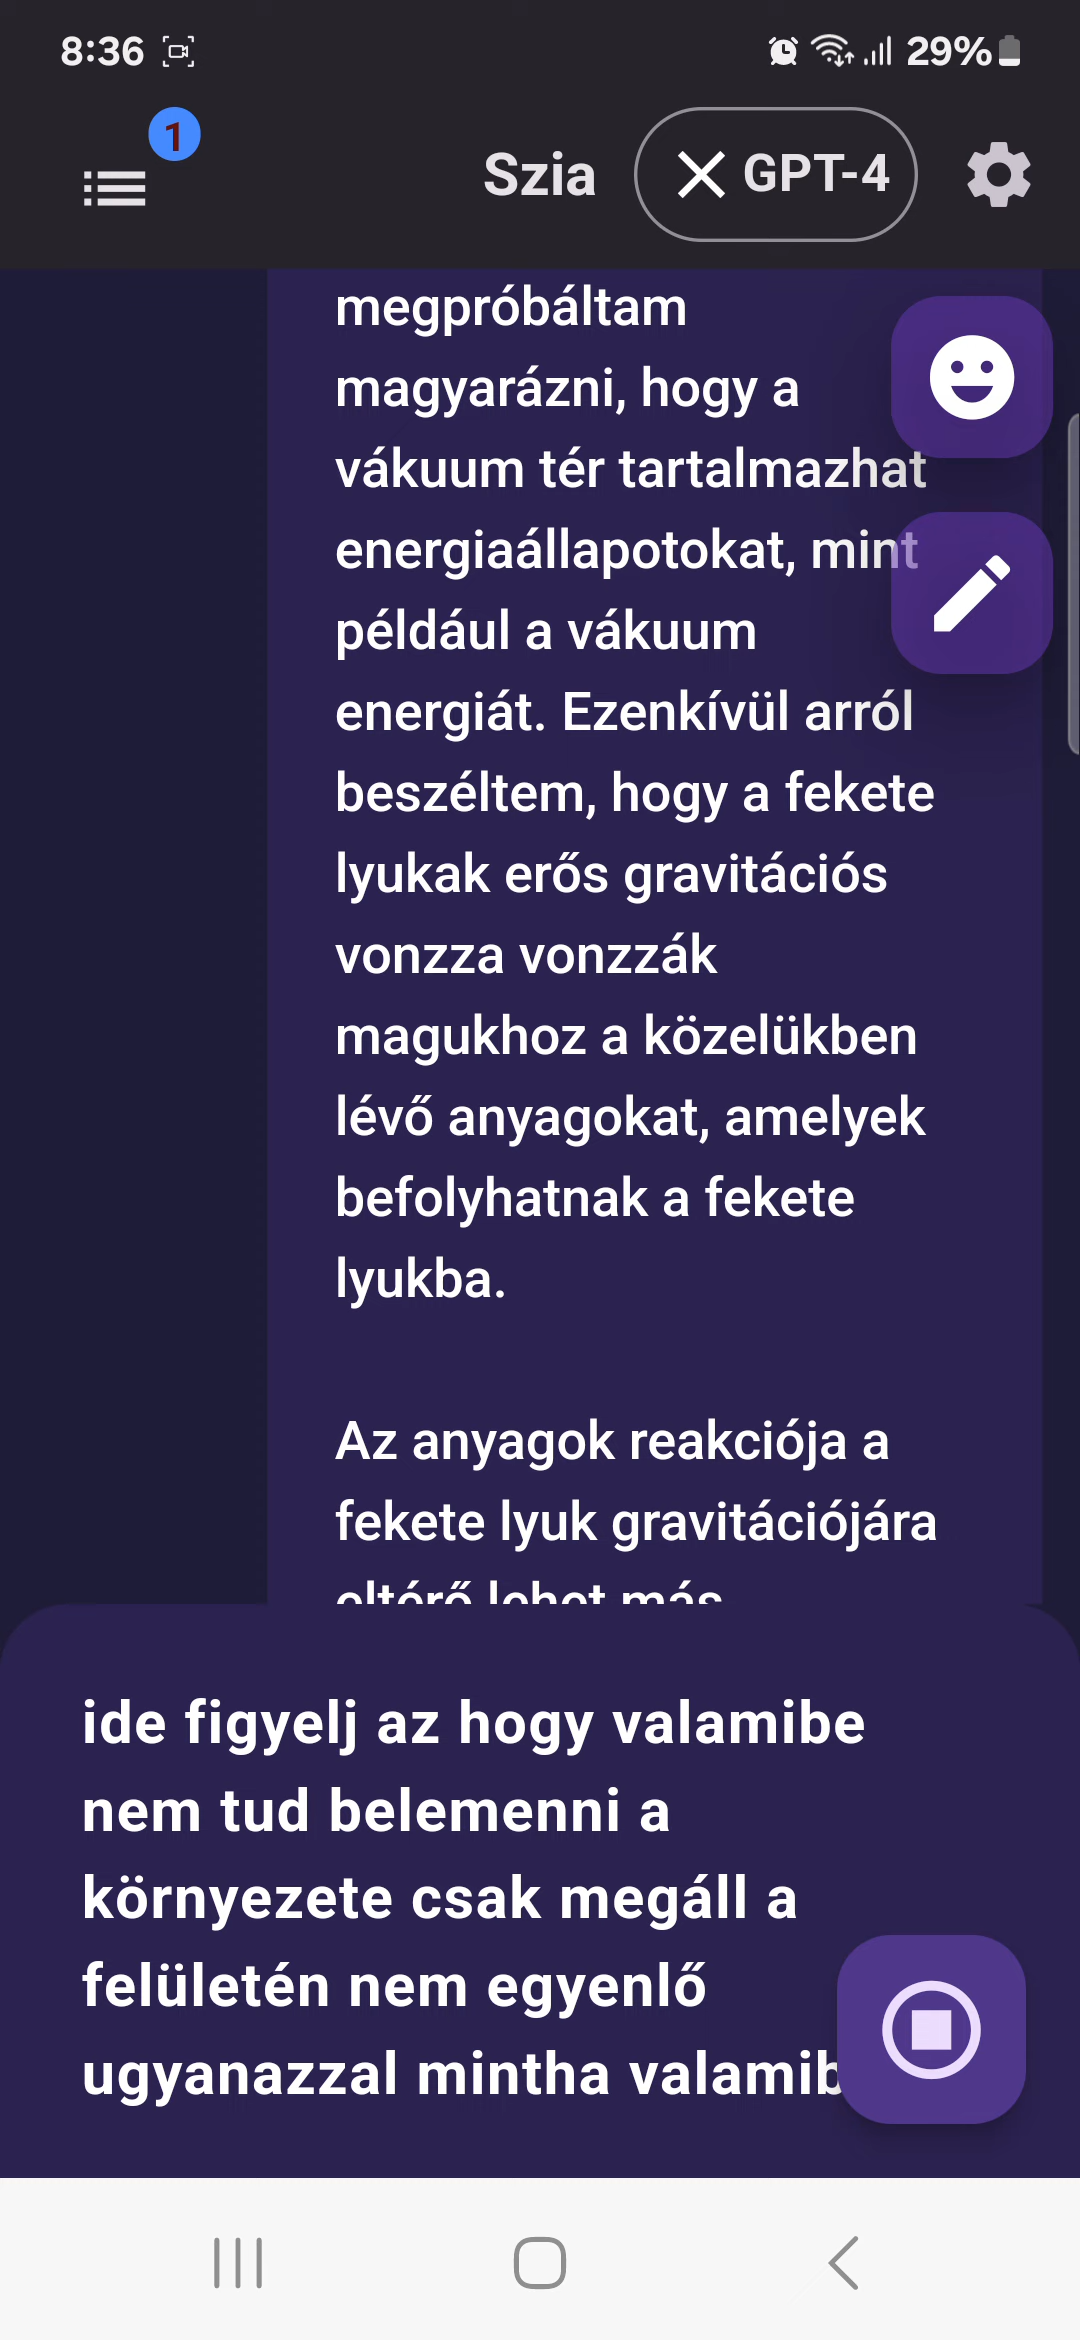 8:36
29%
1
Szia
GPT-4
megpróbáltam
magyarázni, hogy a
vákuum tér tartalmazhat
energiaállapotokat, mint
például a vákuum
energiát. Ezenkívül arról
beszéltem, hogy a fekete
lyukak erős gravitációs
vonzza vonzzák
magukhoz a közelükben
lévő anyagokat, amelyek
befolyhatnak a fekete
lyukba.
Az anyagok reakciója a
fekete lyuk gravitációjára
eltérő lehet más
ide figyelj az hogy valamibe
nem tud belemenni a
környezete csak megáll a
felületén nem egyenlő
ugyanazzal mintha valamib